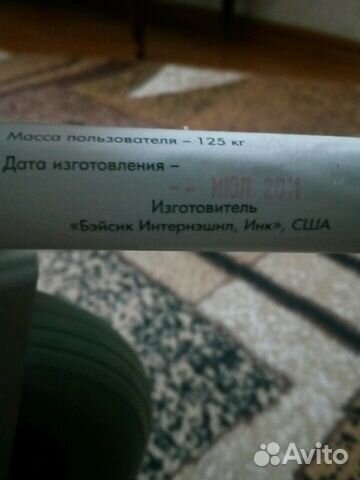 Масса пользователя – 125 кг
Дата изготовления –
-- ИЮЛ 2011
Изготовитель
«Бэйсик Интернэшнл, Инк», США
Avito